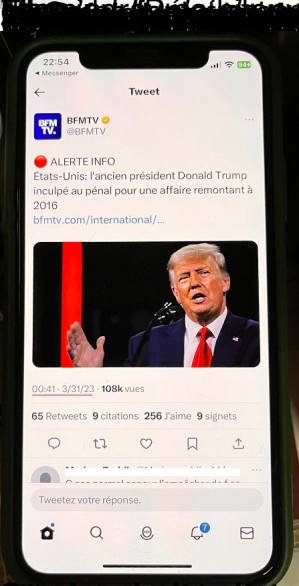 22:54
94+
Messenger
Tweet
BFM
TV.
BFMTV
@BFMTV
ALERTE INFO
États-Unis: l'ancien président Donald Trump
inculpé au pénal pour une affaire remontant à
2016
bfmtv.com/international/...
00:41 · 3/31/23 · 108k vues
65 Retweets 9 citations 256 J'aime 9 signets
Tweetez votre réponse.
7